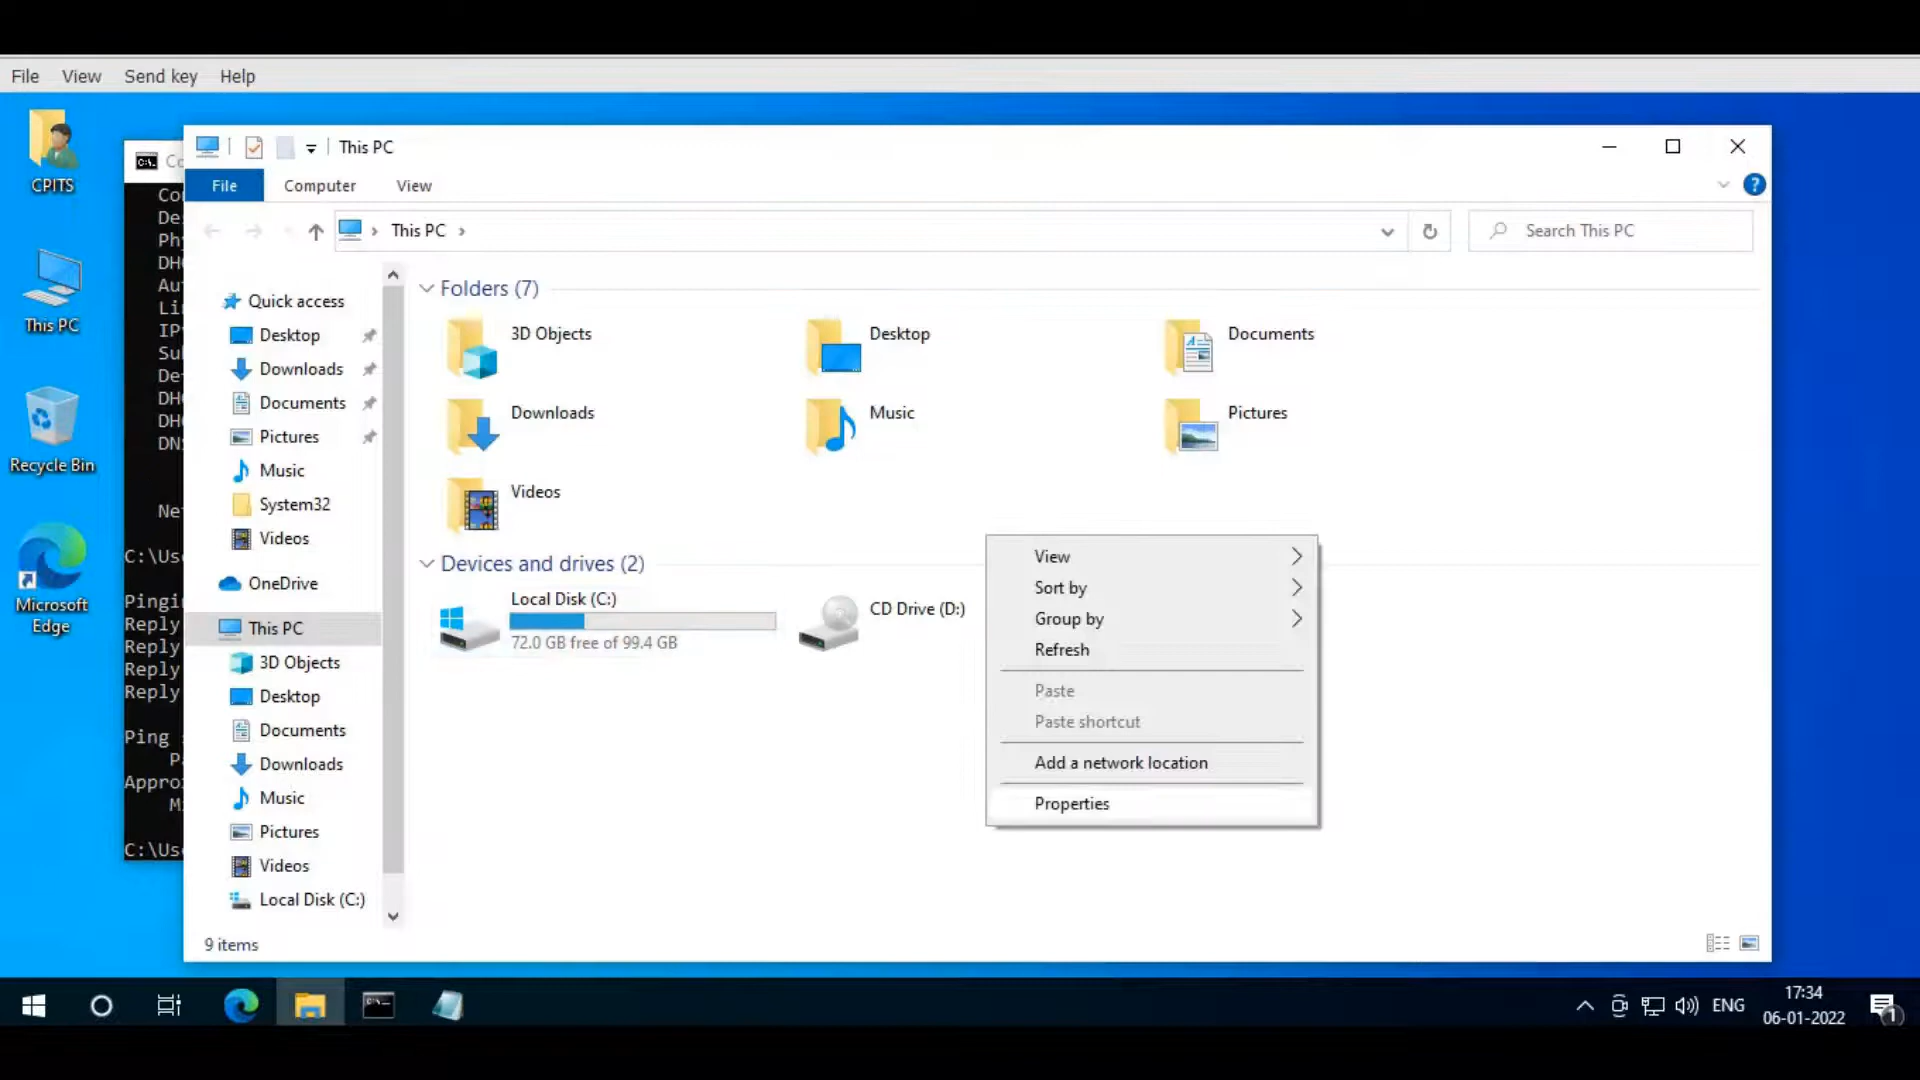 File View Send key Help
CPITS
This PC
Recycle Bin
Microsoft
Edge
This PC
File Computer View
This PC
Search This PC
Quick access
Desktop
Downloads
Documents
Pictures
Music
System32
Videos
OneDrive
This PC
3D Objects
Desktop
Documents
Downloads
Music
Pictures
Videos
Local Disk (C:)
Folders (7)
3D Objects
Desktop
Documents
Downloads
Music
Pictures
Videos
Devices and drives (2)
Local Disk (C:)
72.0 GB free of 99.4 GB
CD Drive (D:)
View
Sort by
Group by
Refresh
Paste
Paste shortcut
Add a network location
Properties
9 items
C:\Us
Reply
Reply
Reply
Reply
Ping
C:\Us
ENG
17:34
06-01-2022
1